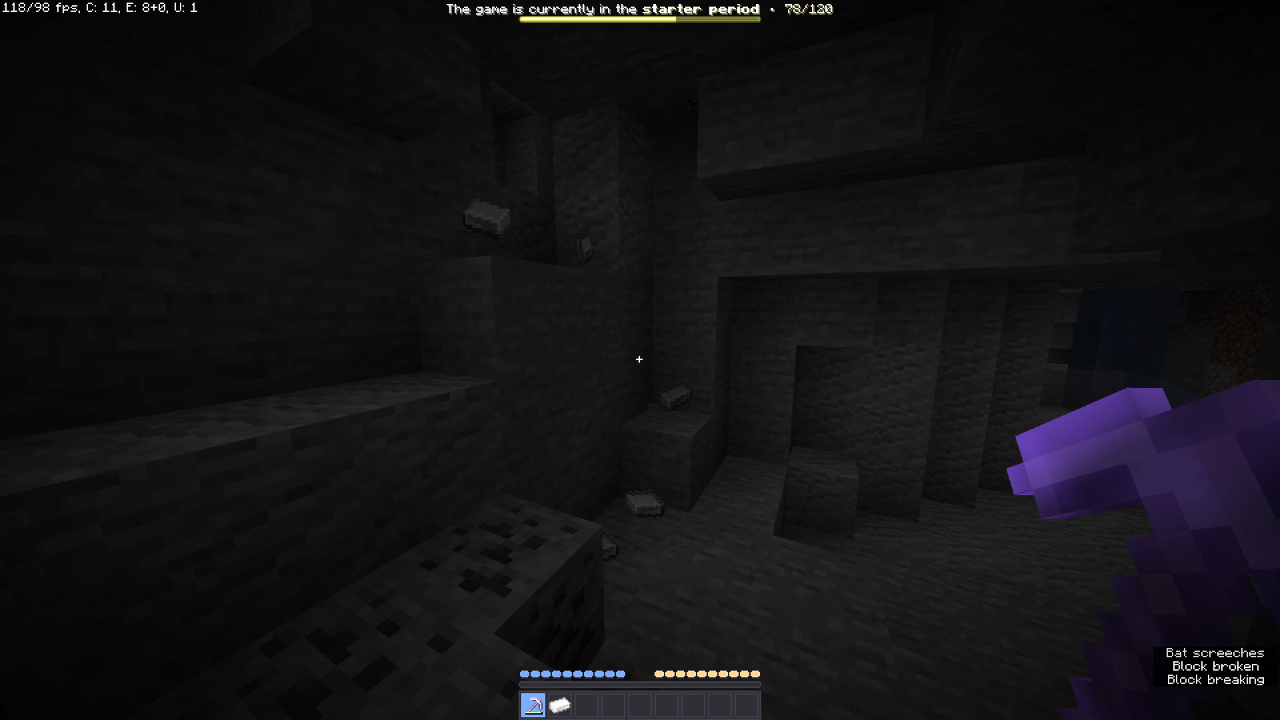 118/98 fps, C: 11, E: 8+0, U: 1
The game is currently in the starter period • 78/120
Bat screeches
Block broken
Block breaking